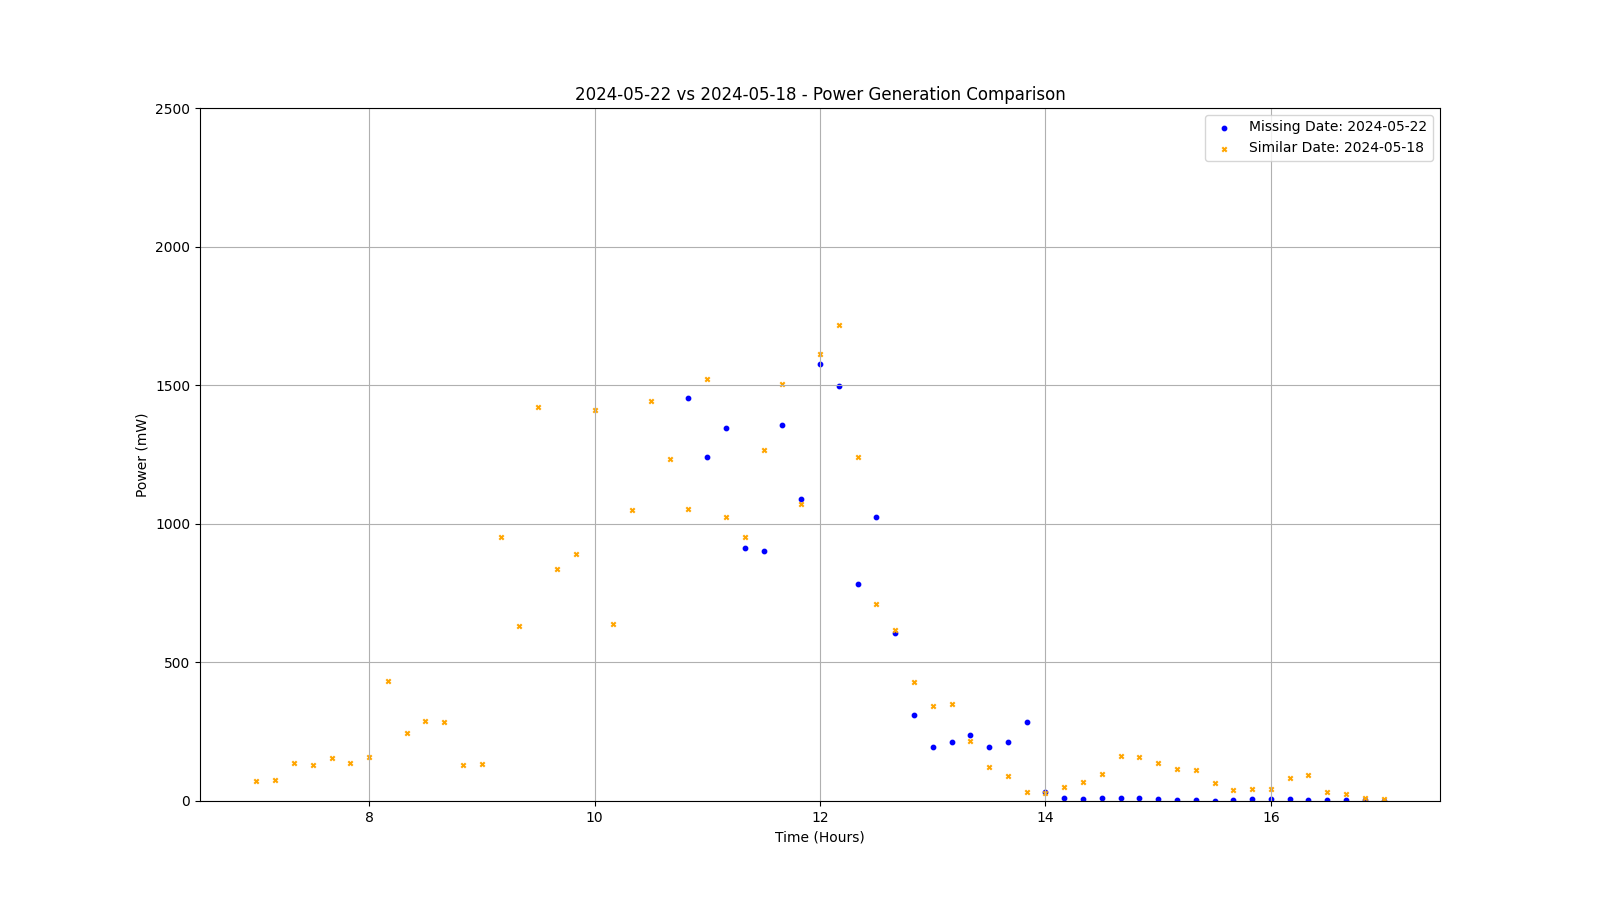 2024-05-22 vs 2024-05-18 - Power Generation Comparison
2500
2000
1500
1000
500
0
Power (mW)
Missing Date: 2024-05-22
Similar Date: 2024-05-18
8
10
12
14
16
Time (Hours)